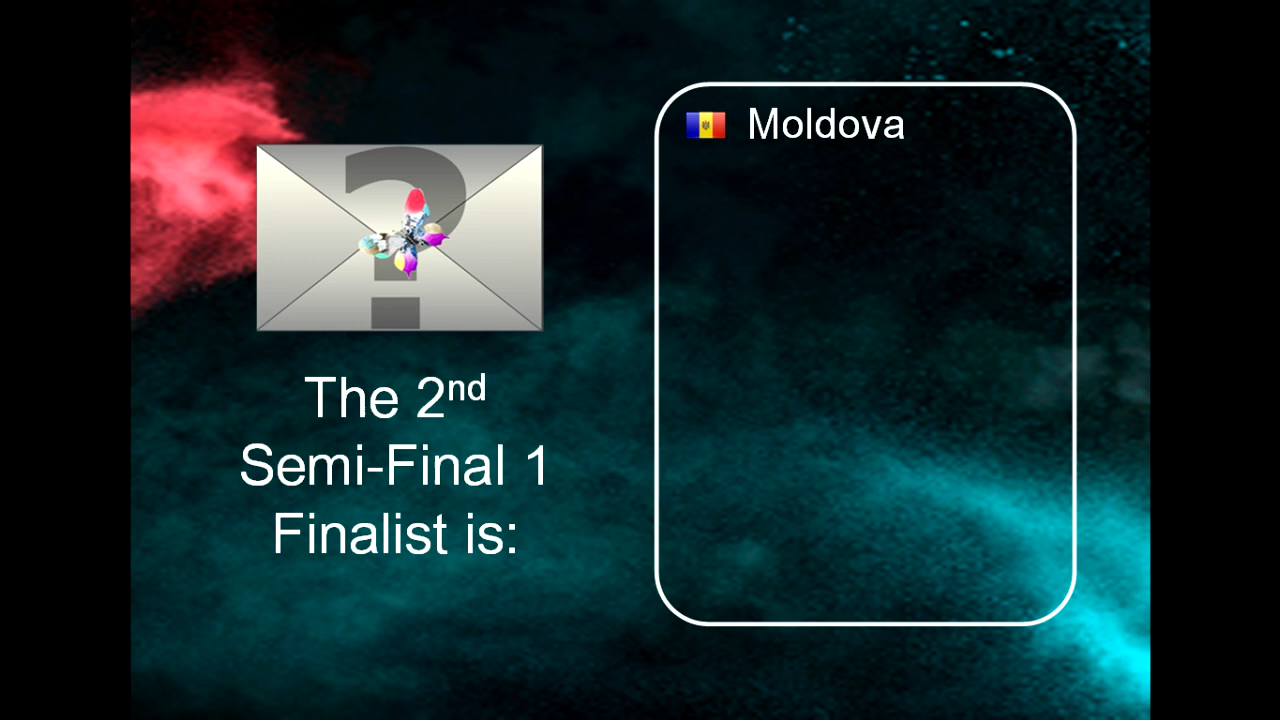 Moldova
?
The 2nd
Semi-Final 1
Finalist is: